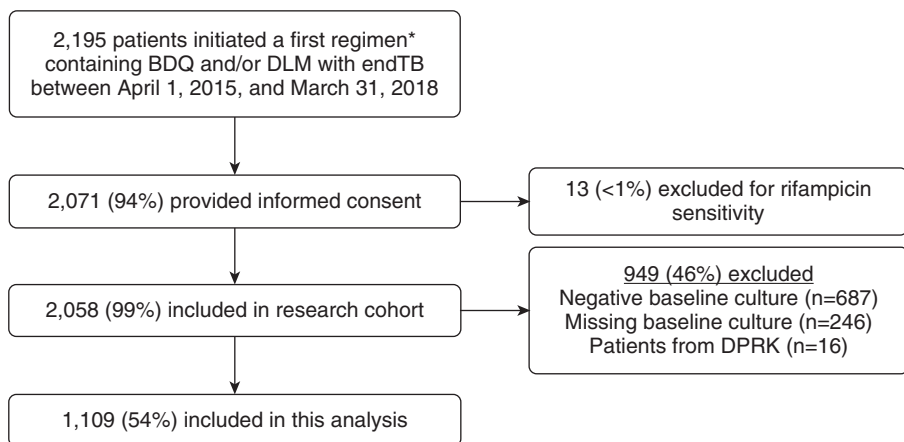 2,195 patients initiated a first regimen*
containing BDQ and/or DLM with endTB
between April 1, 2015, and March 31, 2018
2,071 (94%) provided informed consent
13 (<1%) excluded for rifampicin
sensitivity
2,058 (99%) included in research cohort
949 (46%) excluded
Negative baseline culture (n=687)
Missing baseline culture (n=246)
Patients from DPRK (n=16)
1,109 (54%) included in this analysis